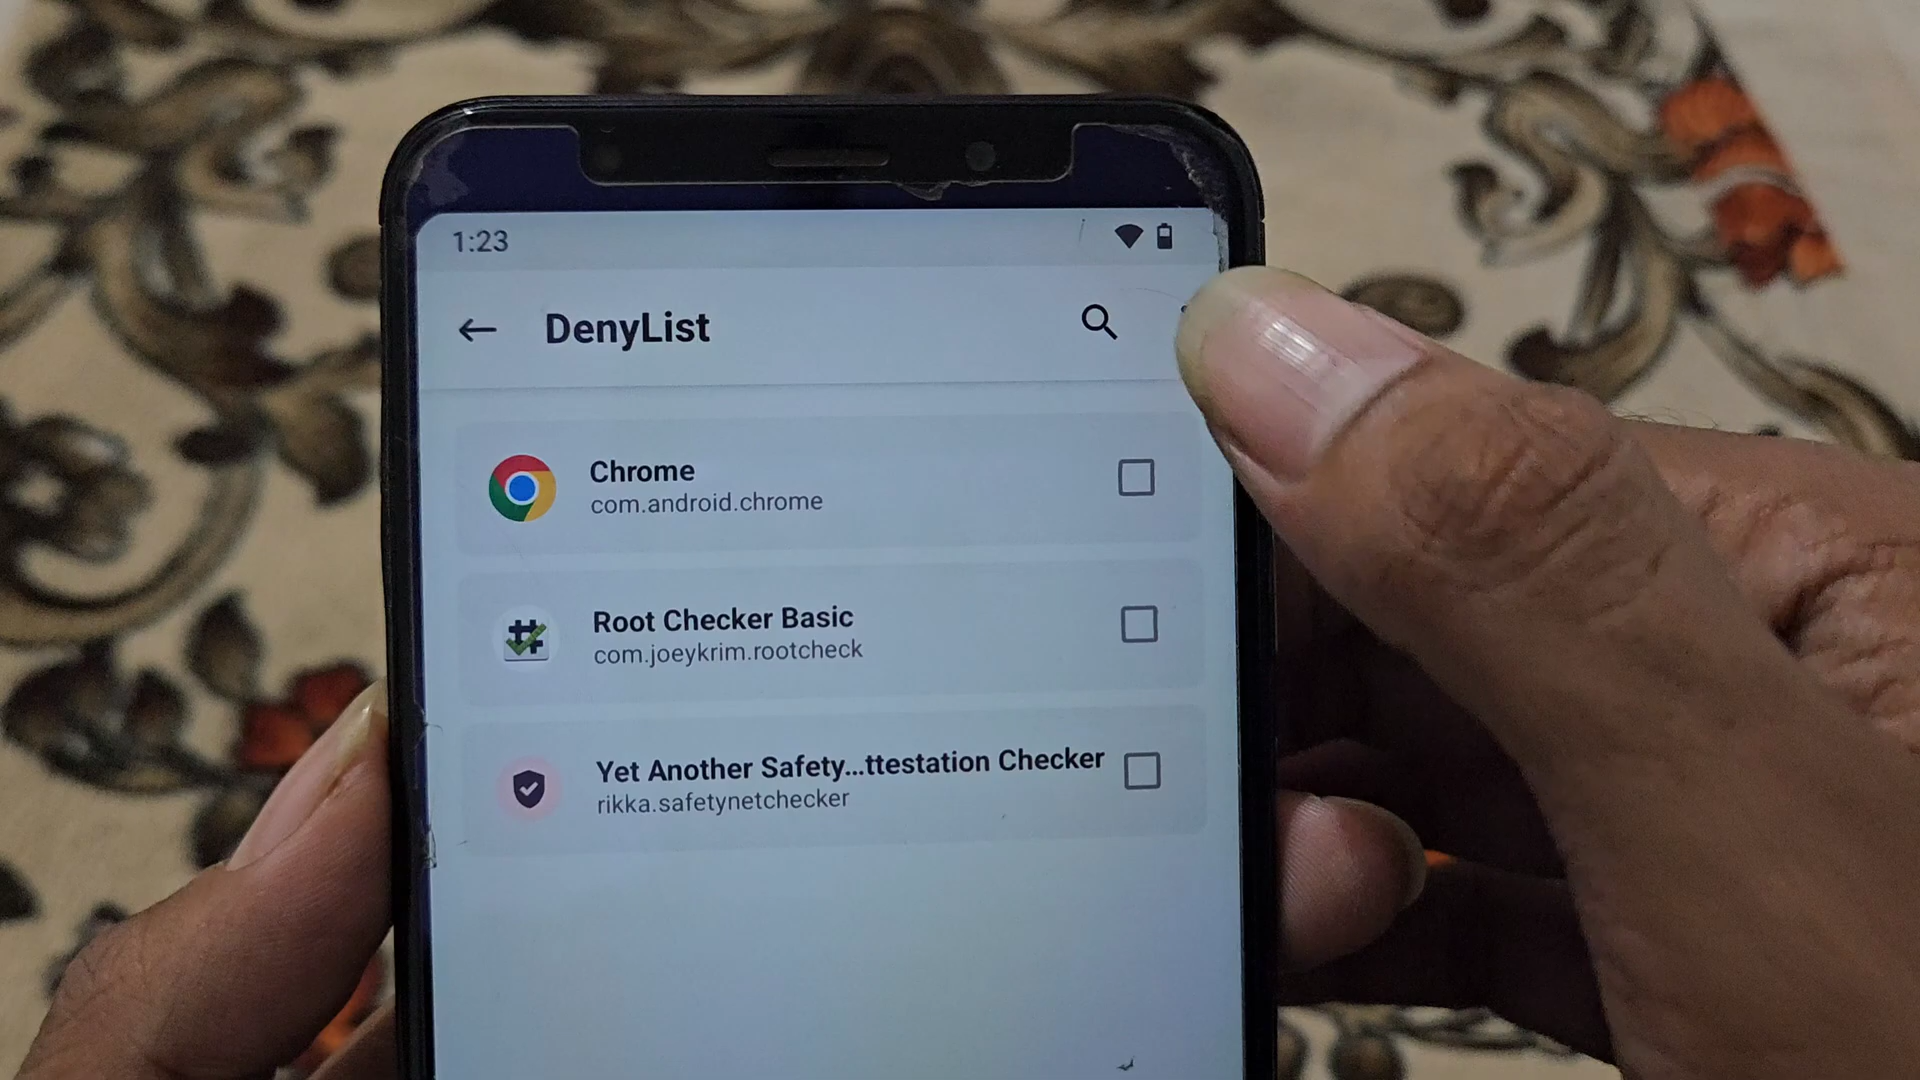 1:23
DenyList
Chrome
com.android.chrome
Root Checker Basic
com.joeykrim.rootcheck
Yet Another Safety...ttestation Checker
rikka.safetynetchecker